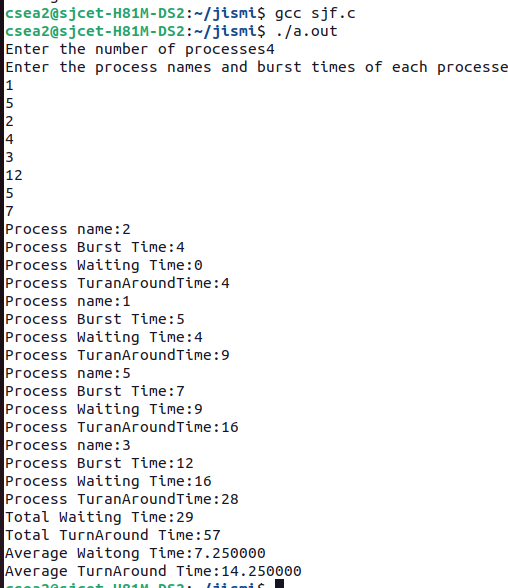 csea2@sjcet-H81M-DS2:~/jismi$ gcc sjf.c
csea2@sjcet-H81M-DS2:~/jismi$ ./a.out
Enter the number of processes4
Enter the process names and burst times of each processe
1
5
2
4
3
12
5
7
Process name:2
Process Burst Time:4
Process Waiting Time:0
Process TuranAroundTime:4
Process name:1
Process Burst Time:5
Process Waiting Time:4
Process TuranAroundTime:9
Process name:5
Process Burst Time:7
Process Waiting Time:9
Process TuranAroundTime:16
Process name:3
Process Burst Time:12
Process Waiting Time:16
Process TuranAroundTime:28
Total Waiting Time:29
Total TurnAround Time:57
Average Waitong Time:7.250000
Average TurnAround Time:14.250000
csea2@sjcet-H81M-DS2:~/jismi$